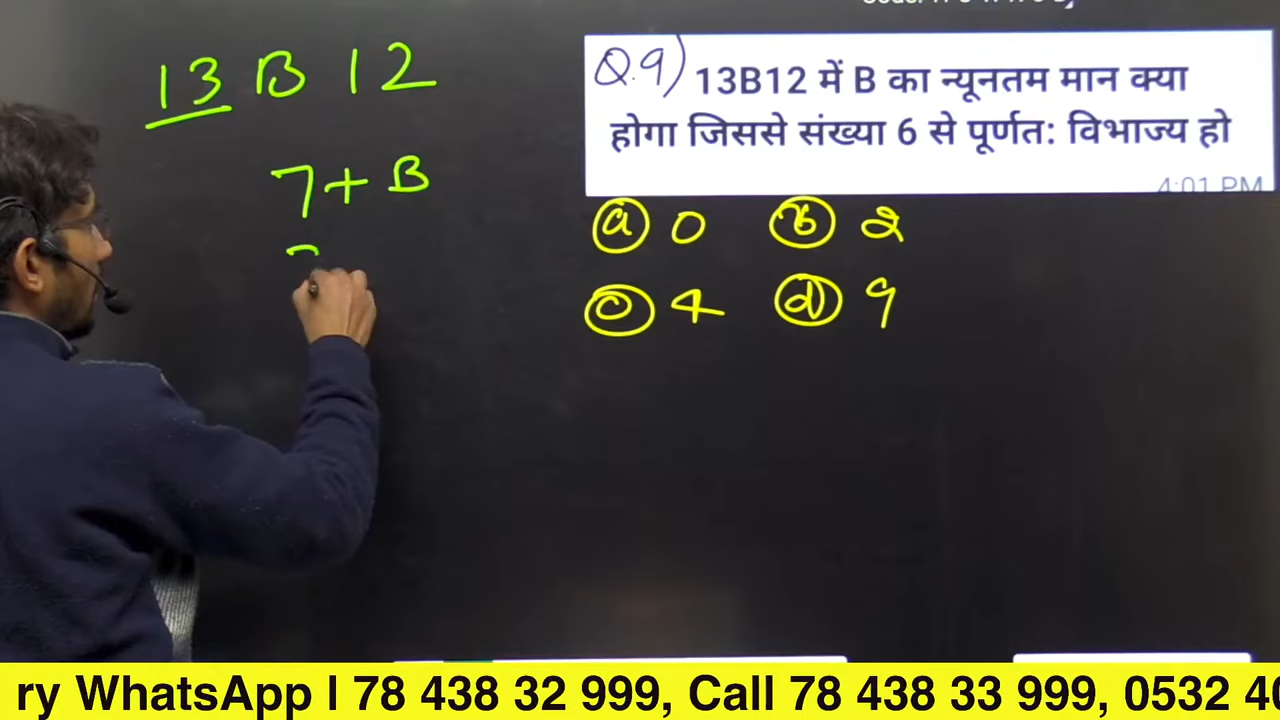 13 B 12
7 + B
Q.9) 13B12 में B का न्यूनतम मान क्या
होगा जिससे संख्या 6 से पूर्णत: विभाज्य हो
4:01 PM
(a) 0 (b) 2
(c) 4 (d) 9
ry WhatsApp I 78 438 32 999, Call 78 438 33 999, 0532 40